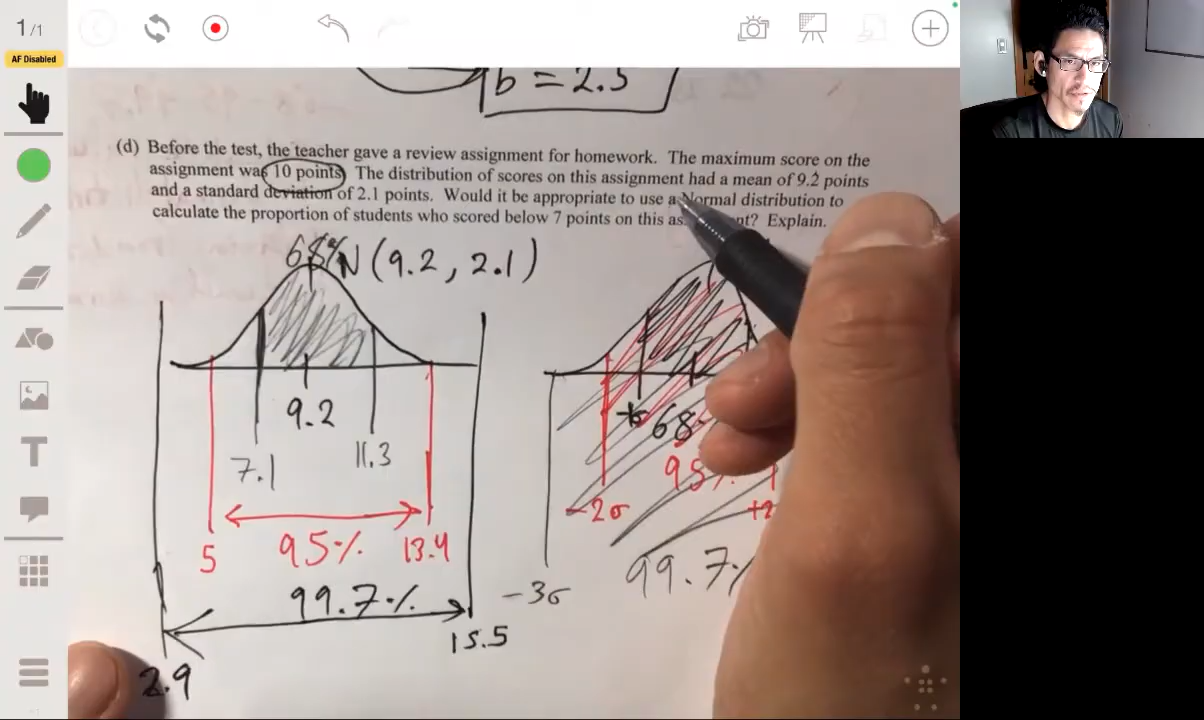 1/1
AF Disabled
b = 2.5
(d) Before the test, the teacher gave a review assignment for homework. The maximum score on the
assignment was 10 points. The distribution of scores on this assignment had a mean of 9.2 points
and a standard deviation of 2.1 points. Would it be appropriate to use a Normal distribution to
calculate the proportion of students who scored below 7 points on this as nt? Explain.
68% N (9.2, 2.1)
9.2
7.1
11.3
5
95%
13.4
99.7%
2.9
15.5
68
95%
-2σ
+2
99.7%
-3σ
T